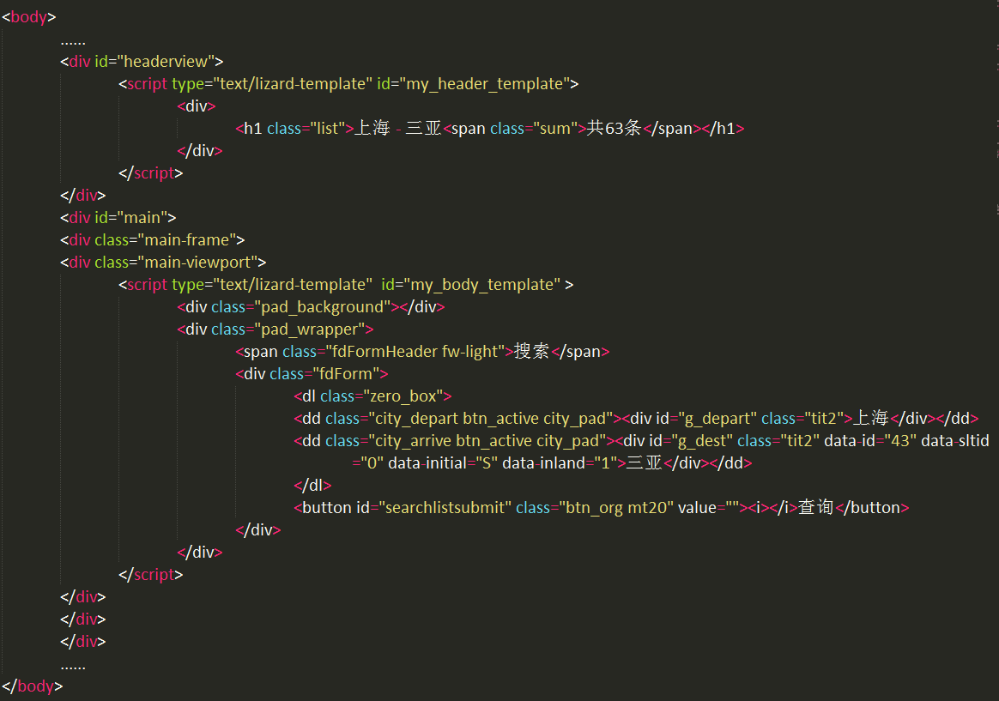 <body>
......
<div id="headerview">
<script type="text/lizard-template" id="my_header_template">
<div>
<h1 class="list">上海 - 三亚<span class="sum">共63条</span></h1>
</div>
</script>
</div>
<div id="main">
<div class="main-frame">
<div class="main-viewport">
<script type="text/lizard-template"  id="my_body_template" >
<div class="pad_background"></div>
<div class="pad_wrapper">
<span class="fdFormHeader fw-light">搜索</span>
<div class="fdForm">
<dl class="zero_box">
<dd class="city_depart btn_active city_pad"><div id="g_depart" class="tit2">上海</div></dd>
<dd class="city_arrive btn_active city_pad"><div id="g_dest" class="tit2" data-id="43" data-sltid
="0" data-initial="S" data-inland="1">三亚</div></dd>
</dl>
<button id="searchlistsubmit" class="btn_org mt20" value=""><i></i>查询</button>
</div>
</div>
</script>
</div>
</div>
</div>
......
</body>